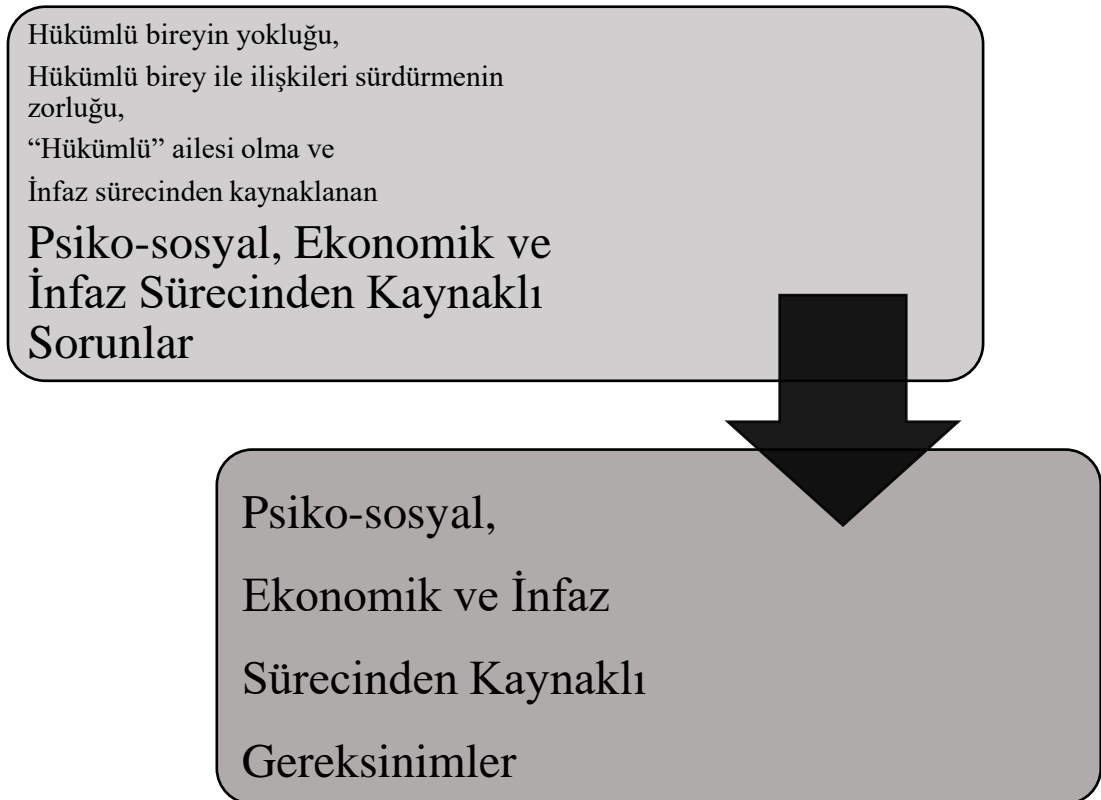 Hükümlü bireyin yokluğu,
Hükümlü birey ile ilişkileri sürdürmenin
zorluğu,
“Hükümlü” ailesi olma ve
İnfaz sürecinden kaynaklanan
Psiko-sosyal, Ekonomik ve
İnfaz Sürecinden Kaynaklı
Sorunlar
Psiko-sosyal,
Ekonomik ve İnfaz
Sürecinden Kaynaklı
Gereksinimler